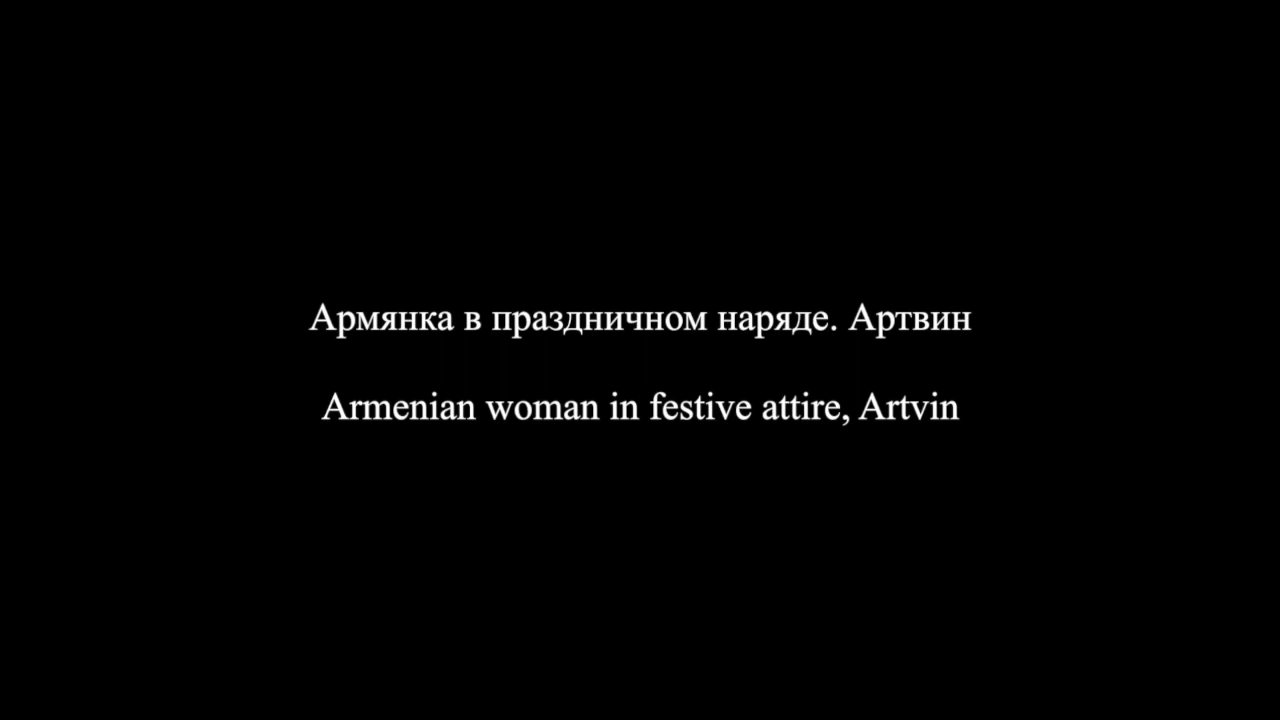 Армянка в праздничном наряде. Артвин
Armenian woman in festive attire, Artvin